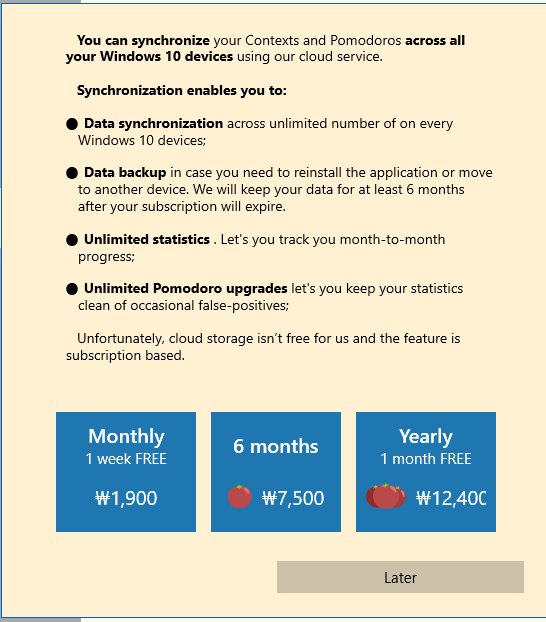 You can synchronize your Contexts and Pomodoros across all
your Windows 10 devices using our cloud service.
Synchronization enables you to:
● Data synchronization across unlimited number of on every
Windows 10 devices;
● Data backup in case you need to reinstall the application or move
to another device. We will keep your data for at least 6 months
after your subscription will expire.
● Unlimited statistics . Let's you track you month-to-month
progress;
● Unlimited Pomodoro upgrades let's you keep your statistics
clean of occasional false-positives;
Unfortunately, cloud storage isn't free for us and the feature is
subscription based.
Monthly
1 week FREE
₩1,900
6 months
₩7,500
Yearly
1 month FREE
₩12,400
Later